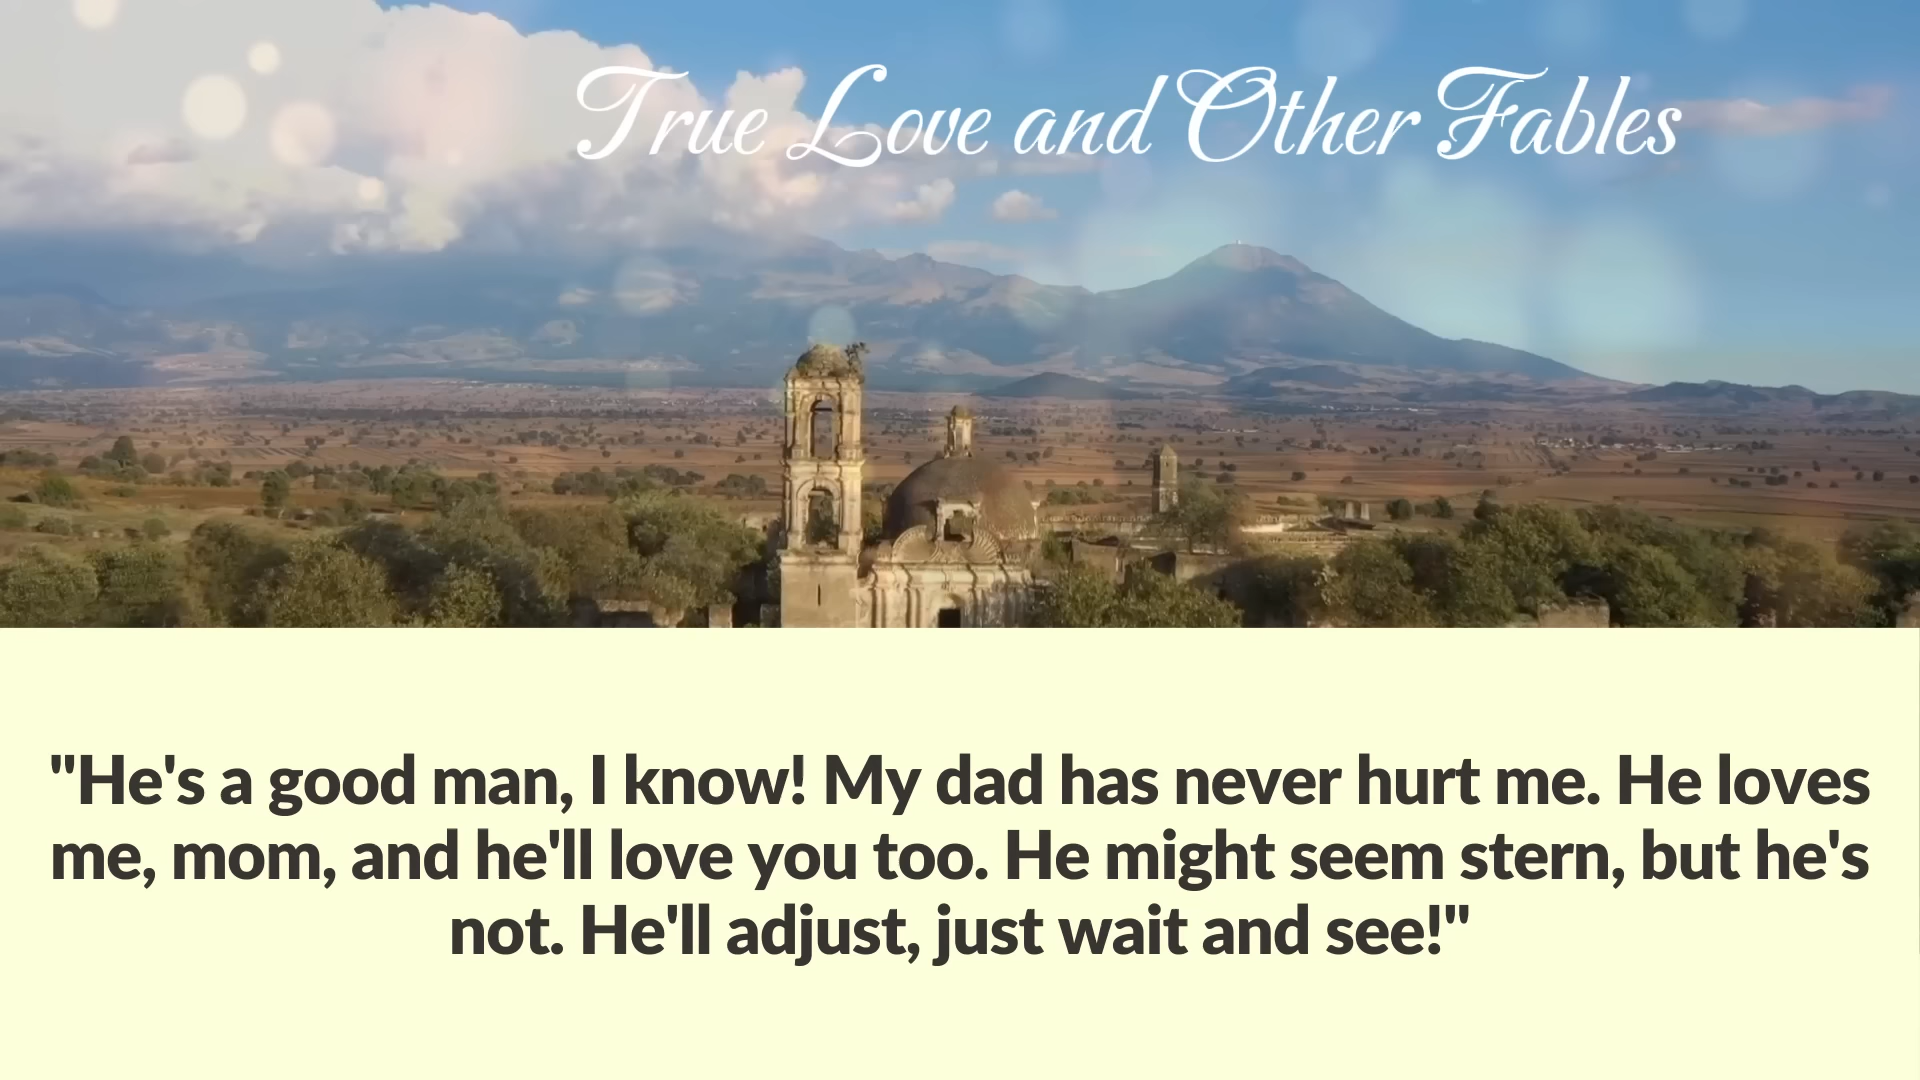 True Love and Other Fables
"He's a good man, I know! My dad has never hurt me. He loves
me, mom, and he'll love you too. He might seem stern, but he's
not. He'll adjust, just wait and see!"